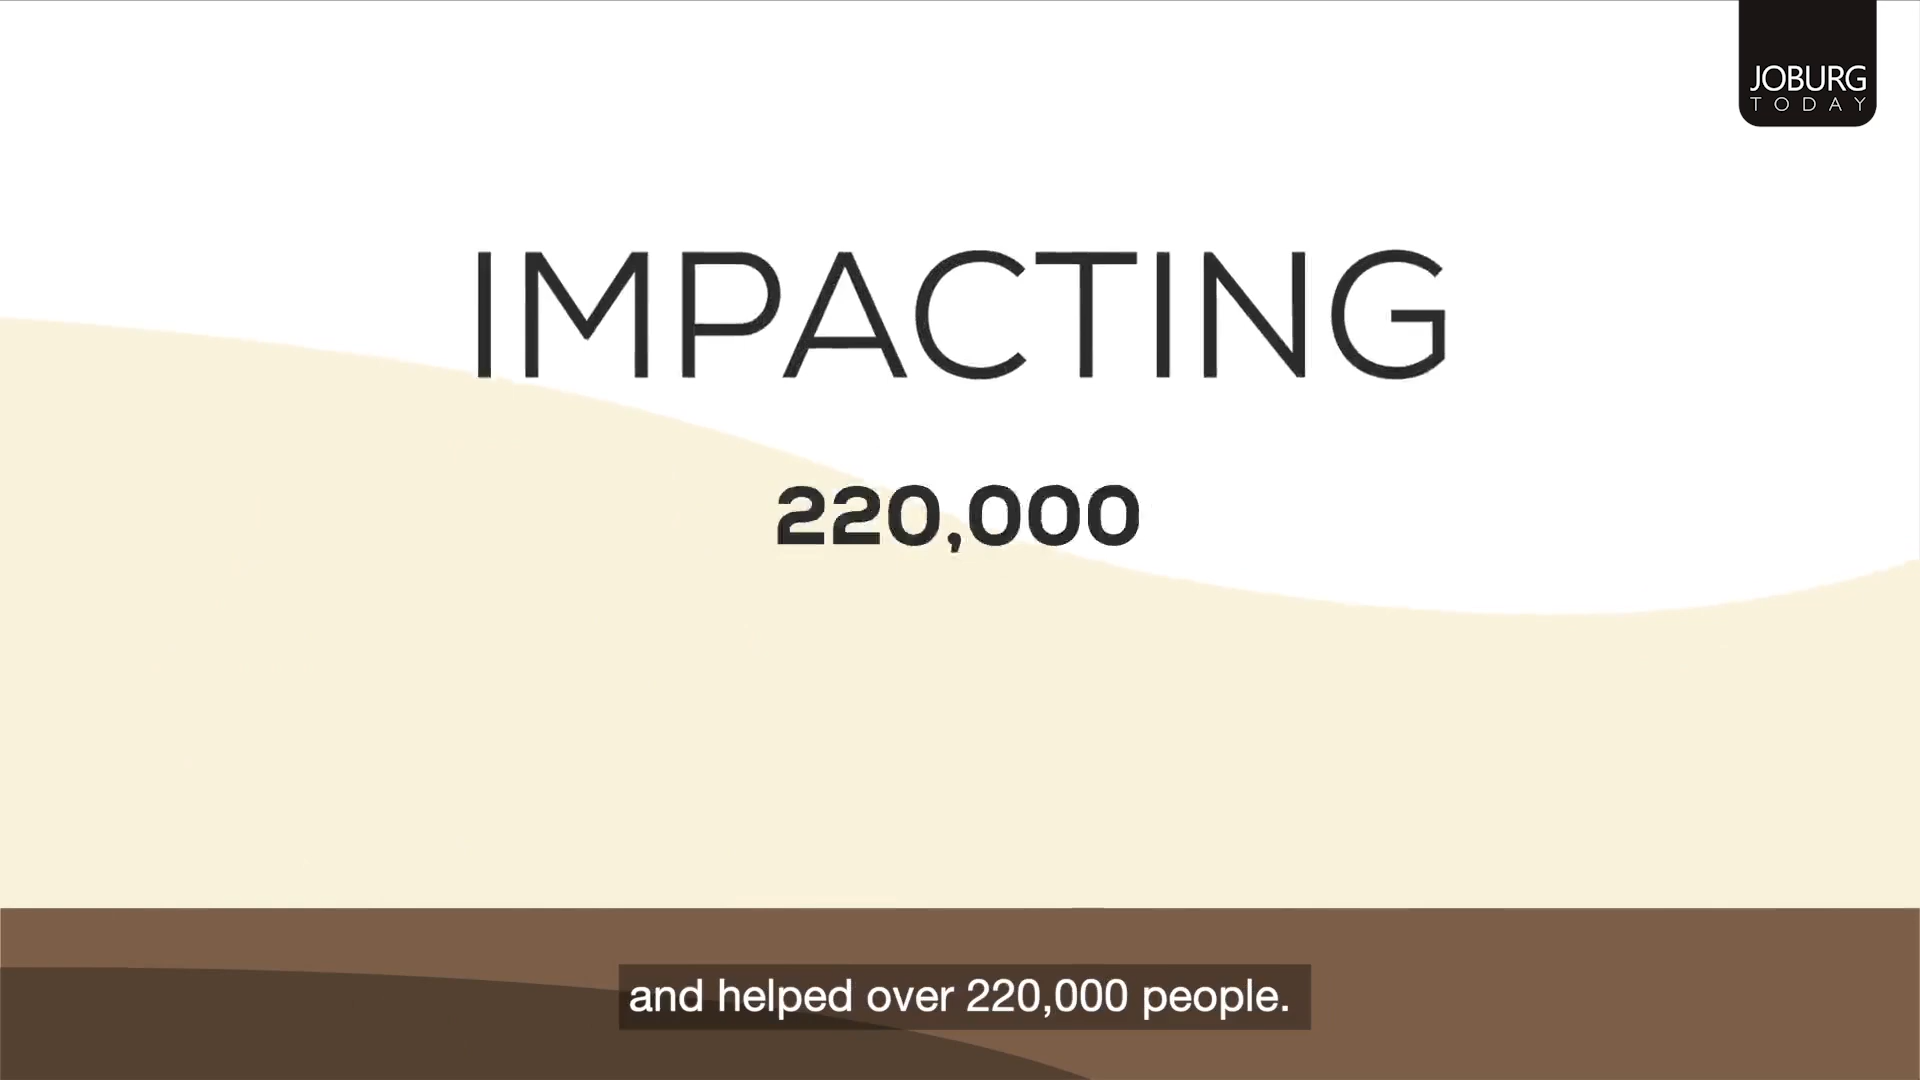 JOBURG
TODAY
IMPACTING
220,000
and helped over 220,000 people.